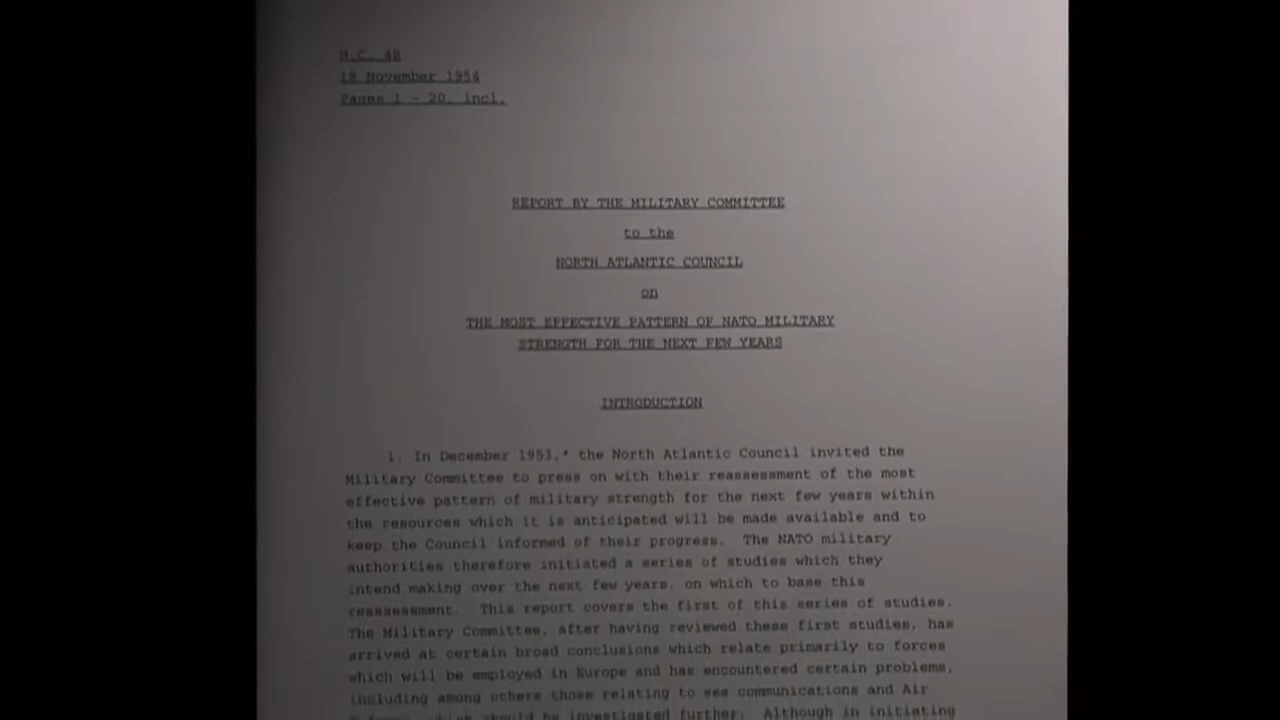 M.C. 48
18 November 1954
Pages 1 - 20, incl.
REPORT BY THE MILITARY COMMITTEE
to the
NORTH ATLANTIC COUNCIL
on
THE MOST EFFECTIVE PATTERN OF NATO MILITARY
STRENGTH FOR THE NEXT FEW YEARS
INTRODUCTION
1. In December 1953,* the North Atlantic Council invited the
Military Committee to press on with their reassessment of the most
effective pattern of military strength for the next few years within
the resources which it is anticipated will be made available and to
keep the Council informed of their progress. The NATO military
authorities therefore initiated a series of studies which they
intend making over the next few years, on which to base this
reassessment. This report covers the first of this series of studies.
The Military Committee, after having reviewed these first studies, has
arrived at certain broad conclusions which relate primarily to forces
which will be employed in Europe and has encountered certain problems,
including among others those relating to sea communications and Air
which should be investigated further. Although in initiating